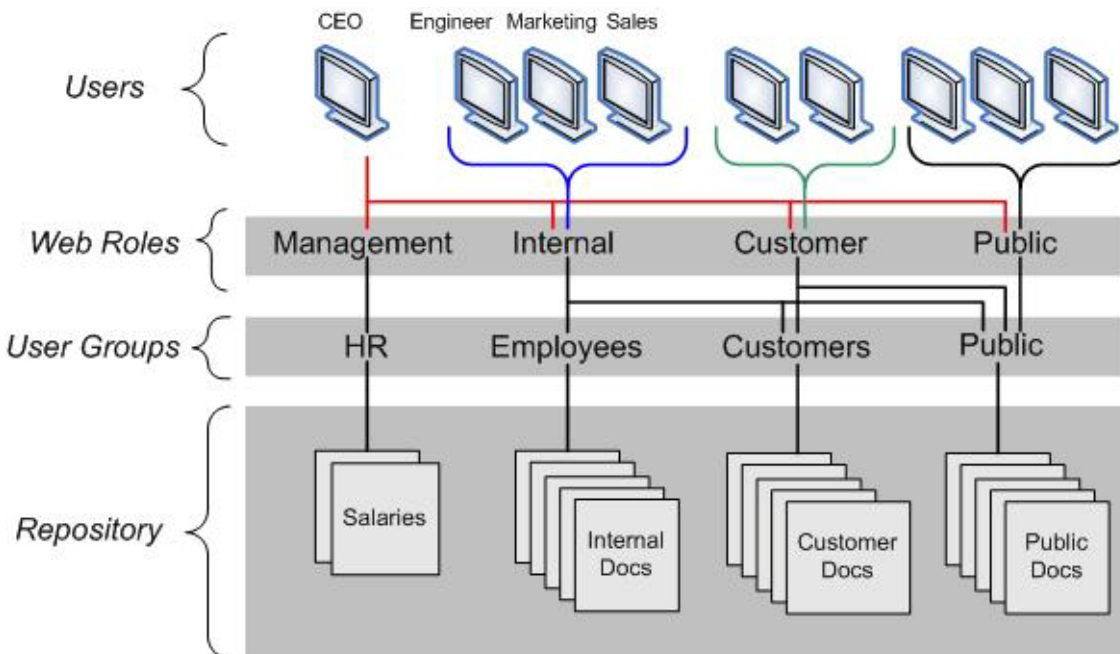 CEO
Engineer Marketing Sales
Users
Web Roles
Management Internal Customer Public
User Groups
HR Employees Customers Public
Repository
Salaries
Internal
Docs
Customer
Docs
Public
Docs